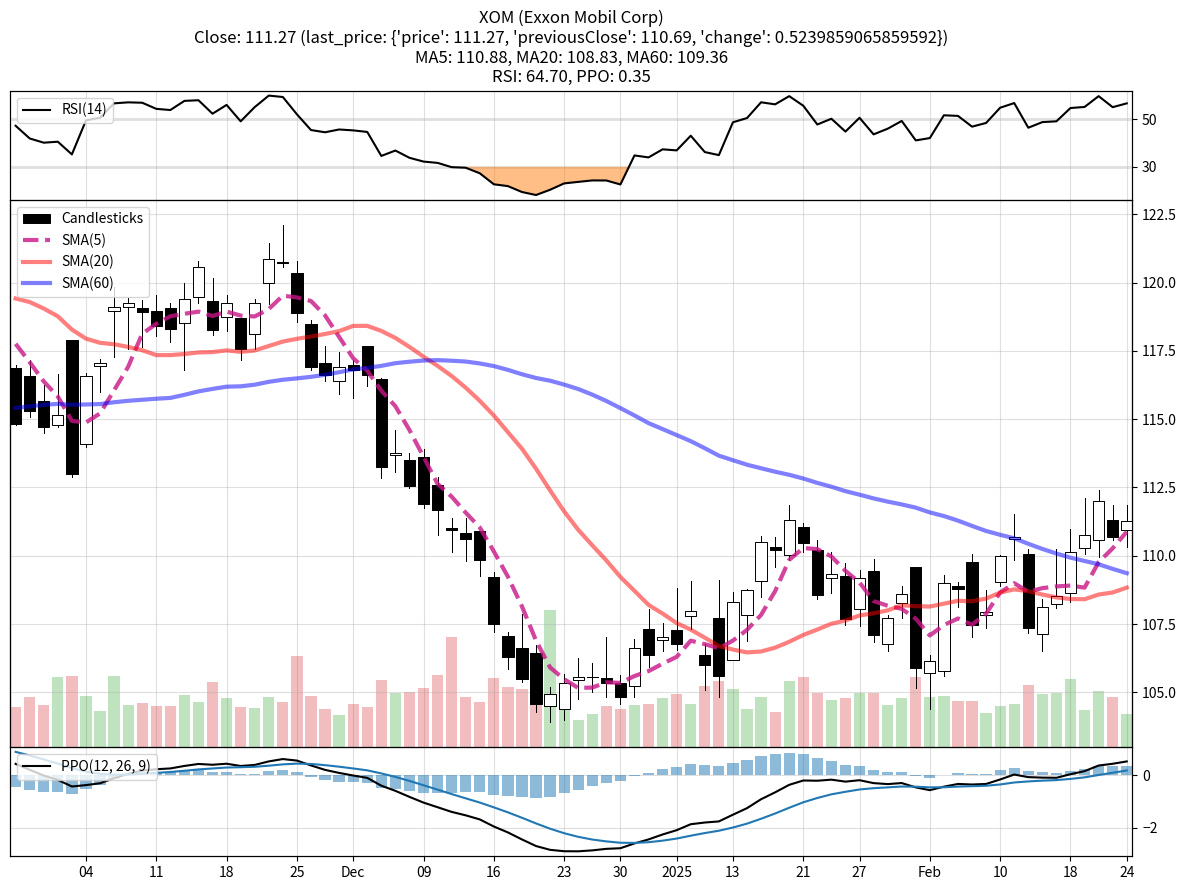 XOM (Exxon Mobil Corp)
Close: 111.27 (last_price: {'price': 111.27, 'previousClose': 110.69, 'change': 0.5239859065859592})
MA5: 110.88, MA20: 108.83, MA60: 109.36
RSI: 64.70, PPO: 0.35
RSI(14)
50
30
Candlesticks
SMA(5)
SMA(20)
SMA(60)
122.5
120.0
117.5
115.0
112.5
110.0
107.5
105.0
PPO(12, 26, 9)
0
−2
04 11 18 25 Dec 09 16 23 30 2025 13 21 27 Feb 10 18 24